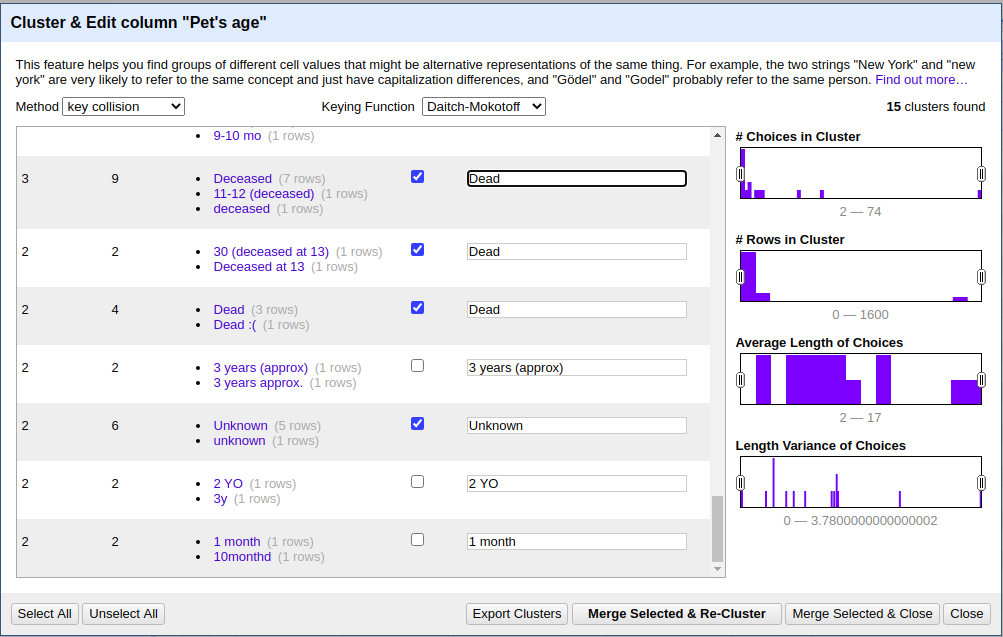 Cluster & Edit column "Pet's age"
This feature helps you find groups of different cell values that might be alternative representations of the same thing. For example, the two strings "New York" and "new
york" are very likely to refer to the same concept and just have capitalization differences, and "Gödel" and "Godel" probably refer to the same person. Find out more…
Method key collision Keying Function Daitch-Mokotoff 15 clusters found
• 9-10 mo (1 rows)
3 9 • Deceased (7 rows) Dead
• 11-12 (deceased) (1 rows)
• deceased (1 rows)
2 2 • 30 (deceased at 13) (1 rows) Dead
• Deceased at 13 (1 rows)
2 4 • Dead (3 rows) Dead
• Dead :( (1 rows)
2 2 • 3 years (approx) (1 rows) 3 years (approx)
• 3 years approx. (1 rows)
2 6 • Unknown (5 rows) Unknown
• unknown (1 rows)
2 2 • 2 YO (1 rows) 2 YO
• 3y (1 rows)
2 2 • 1 month (1 rows) 1 month
• 10monthd (1 rows)
# Choices in Cluster
2 — 74
# Rows in Cluster
0 — 1600
Average Length of Choices
2 — 17
Length Variance of Choices
0 — 3.7800000000000002
Select All Unselect All Export Clusters Merge Selected & Re-Cluster Merge Selected & Close Close